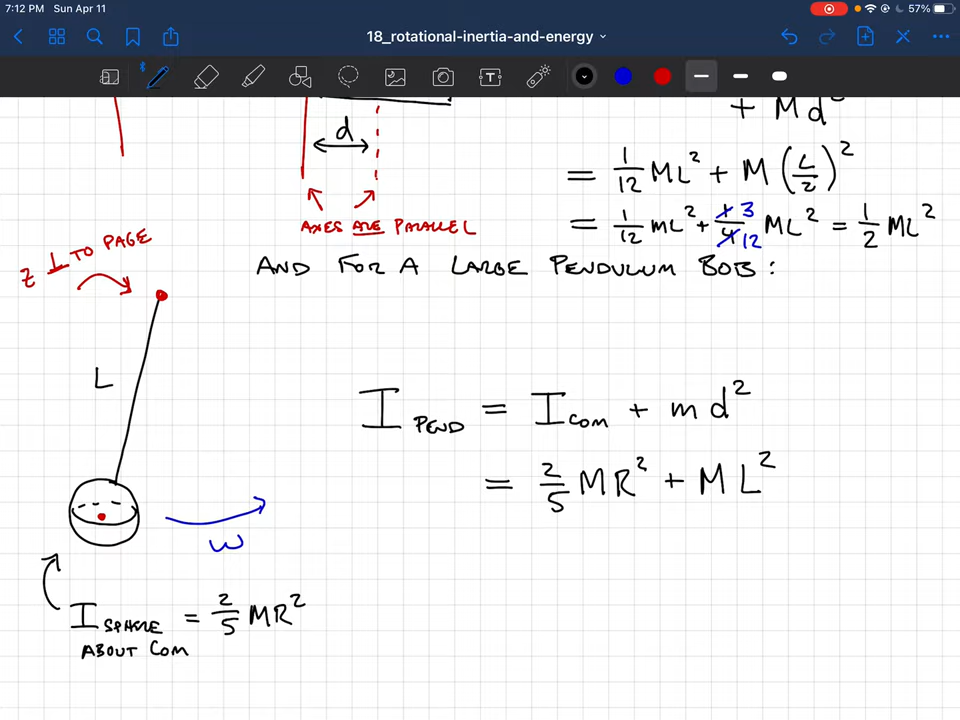 7:12 PM Sun Apr 11
57%
18_rotational-inertia-and-energy
+ Md²
d
= 1/12 ML² + M (L/2)²
AXES ARE PARALLEL
= 1/12 ML² + 1/4 3/12 ML² = 1/2 ML²
Z ⊥ TO PAGE
AND FOR A LARGE PENDULUM BOB:
L
I PEND = I COM + md²
= 2/5 MR² + ML²
ω
I SPHERE = 2/5 MR²
ABOUT COM